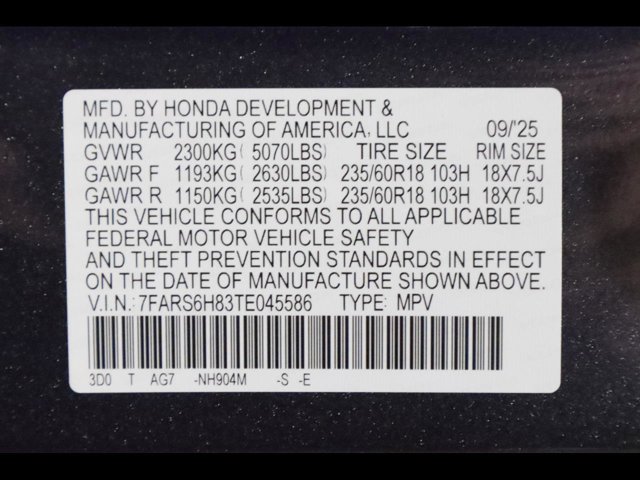 MFD. BY HONDA DEVELOPMENT &
MANUFACTURING OF AMERICA, LLC 09/'25
GVWR 2300KG( 5070LBS) TIRE SIZE RIM SIZE
GAWR F 1193KG( 2630LBS) 235/60R18 103H 18X7.5J
GAWR R 1150KG( 2535LBS) 235/60R18 103H 18X7.5J
THIS VEHICLE CONFORMS TO ALL APPLICABLE
FEDERAL MOTOR VEHICLE SAFETY
AND THEFT PREVENTION STANDARDS IN EFFECT
ON THE DATE OF MANUFACTURE SHOWN ABOVE.
V.I.N.: 7FARS6H83TE045586 TYPE: MPV
3D0 T AG7 -NH904M -S -E